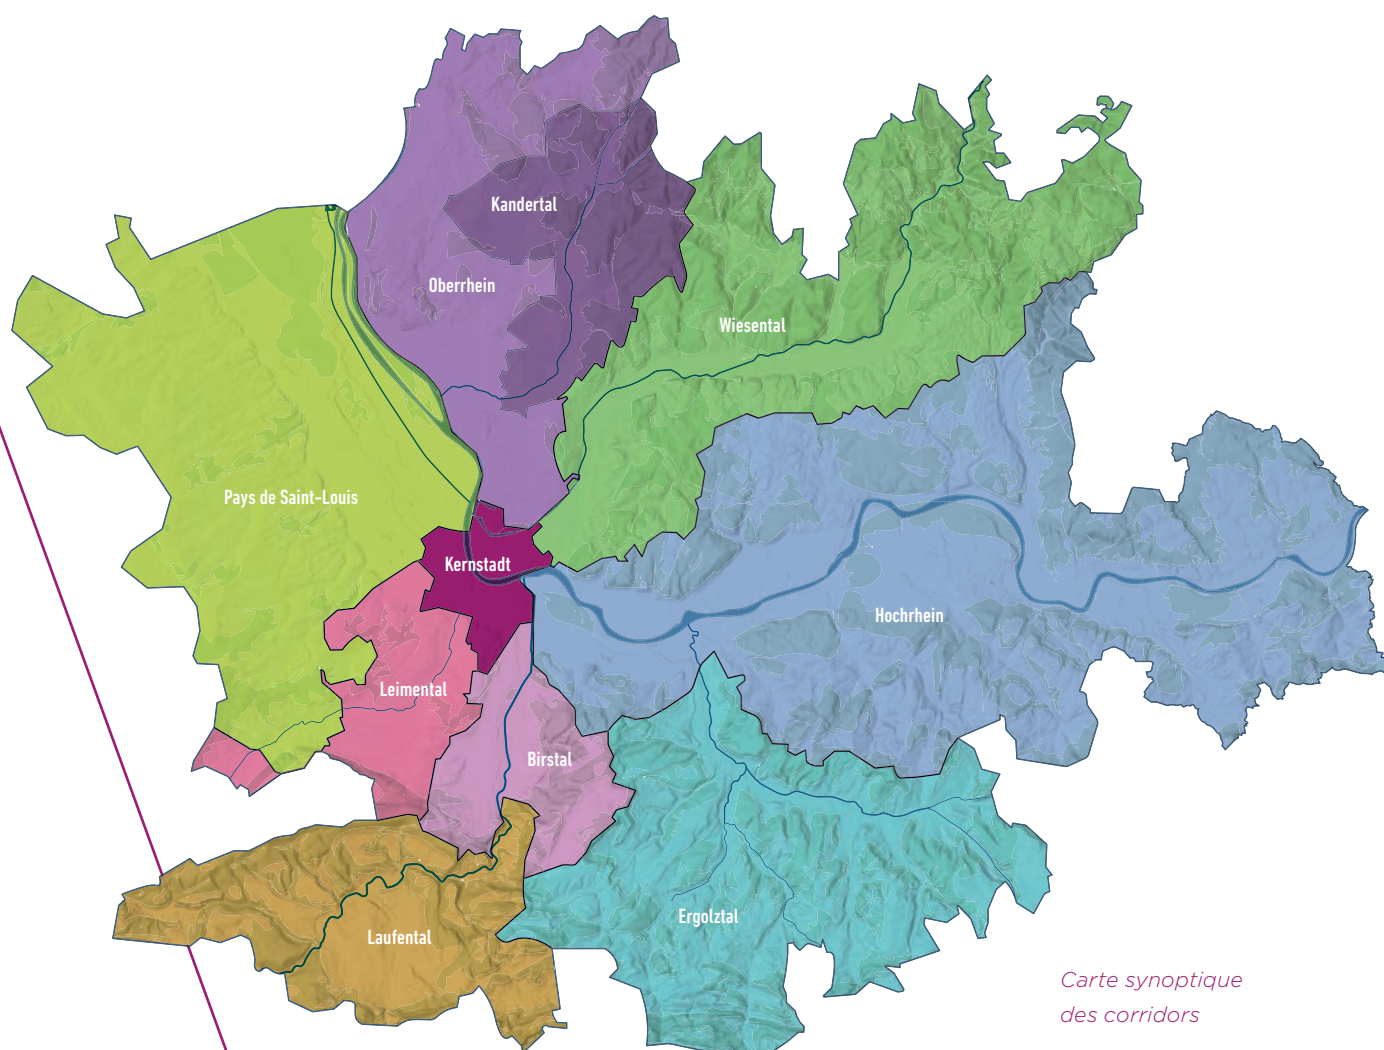 Kandertal
Oberrhein
Wiesental
Pays de Saint-Louis
Kernstadt
Hochrhein
Leimental
Birstal
Ergolztal
Laufental
Carte synoptique
des corridors